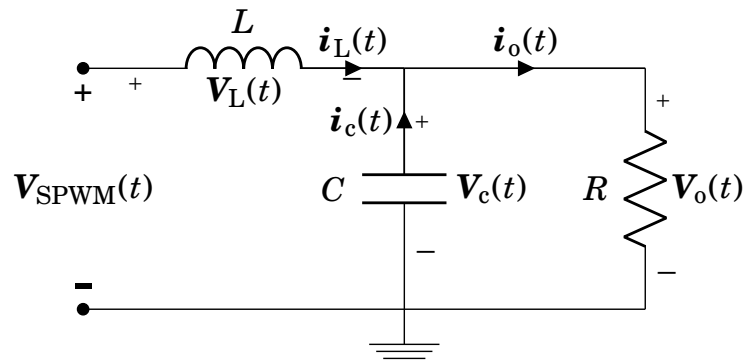 L
i_L(t)
i_o(t)
+
+
V_L(t)
−
+
i_c(t)
+
V_SPWM(t)
C
V_c(t)
R
V_o(t)
−
−
-